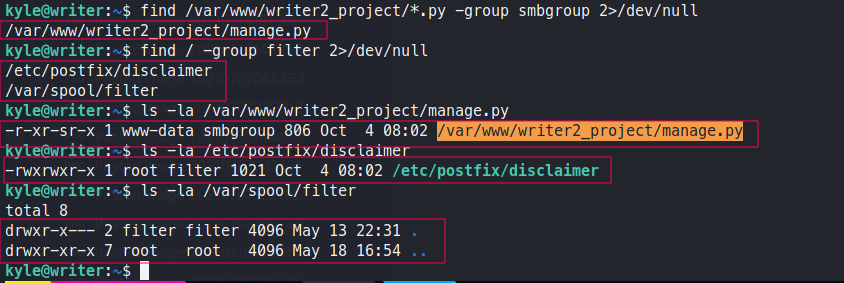 kyle@writer:~$ find /var/www/writer2_project/*.py -group smbgroup 2>/dev/null
/var/www/writer2_project/manage.py
kyle@writer:~$ find / -group filter 2>/dev/null
/etc/postfix/disclaimer
/var/spool/filter
kyle@writer:~$ ls -la /var/www/writer2_project/manage.py
-r-xr-sr-x 1 www-data smbgroup 806 Oct  4 08:02 /var/www/writer2_project/manage.py
kyle@writer:~$ ls -la /etc/postfix/disclaimer
-rwxrwxr-x 1 root filter 1021 Oct  4 08:02 /etc/postfix/disclaimer
kyle@writer:~$ ls -la /var/spool/filter
total 8
drwxr-x--- 2 filter filter 4096 May 13 22:31 .
drwxr-xr-x 7 root   root   4096 May 18 16:54 ..
kyle@writer:~$